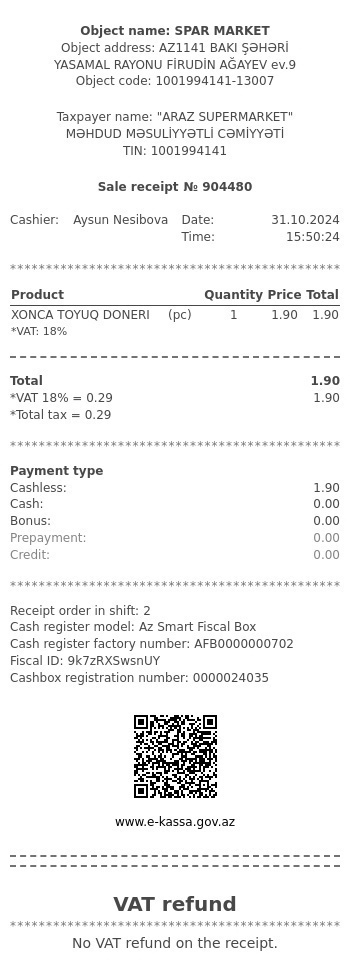 Object name: SPAR MARKET
Object address: AZ1141 BAKI ŞƏHƏRİ
YASAMAL RAYONU FİRUDİN AĞAYEV ev.9
Object code: 1001994141-13007
Taxpayer name: "ARAZ SUPERMARKET"
MƏHDUD MƏSULİYYƏTLİ CƏMİYYƏTİ
TIN: 1001994141
Sale receipt № 904480
Cashier: Aysun Nesibova Date: 31.10.2024
Time: 15:50:24
********************************************
Product Quantity Price Total
XONCA TOYUQ DONERI (pc) 1 1.90 1.90
*VAT: 18%
Total 1.90
*VAT 18% = 0.29 1.90
*Total tax = 0.29
********************************************
Payment type
Cashless: 1.90
Cash: 0.00
Bonus: 0.00
Prepayment: 0.00
Credit: 0.00
********************************************
Receipt order in shift: 2
Cash register model: Az Smart Fiscal Box
Cash register factory number: AFB0000000702
Fiscal ID: 9k7zRXSwsnUY
Cashbox registration number: 0000024035
www.e-kassa.gov.az
VAT refund
********************************************
No VAT refund on the receipt.